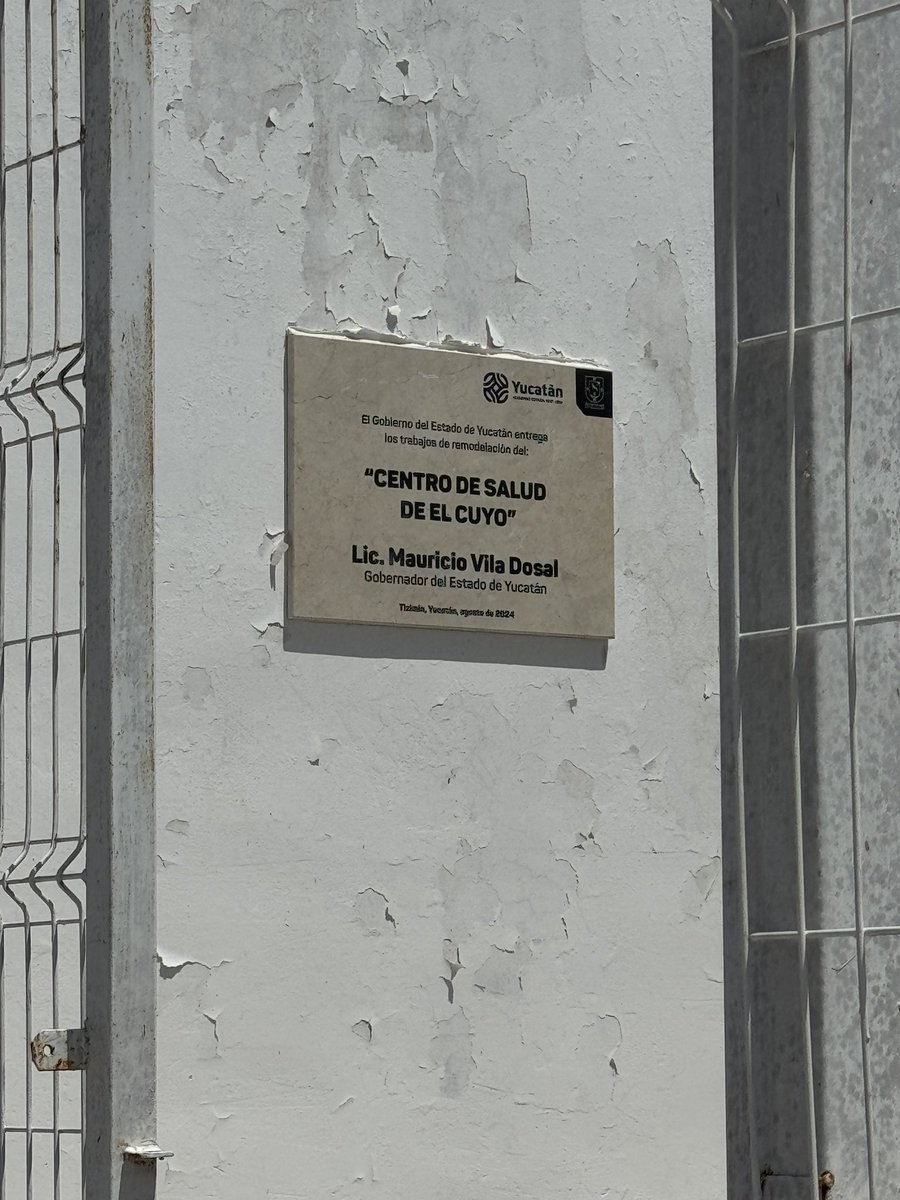 Yucatán
El Gobierno del Estado de Yucatán entrega
los trabajos de remodelación del:
“CENTRO DE SALUD
DE EL CUYO”
Lic. Mauricio Vila Dosal
Gobernador del Estado de Yucatán
Tizimín, Yucatán, agosto de 2024